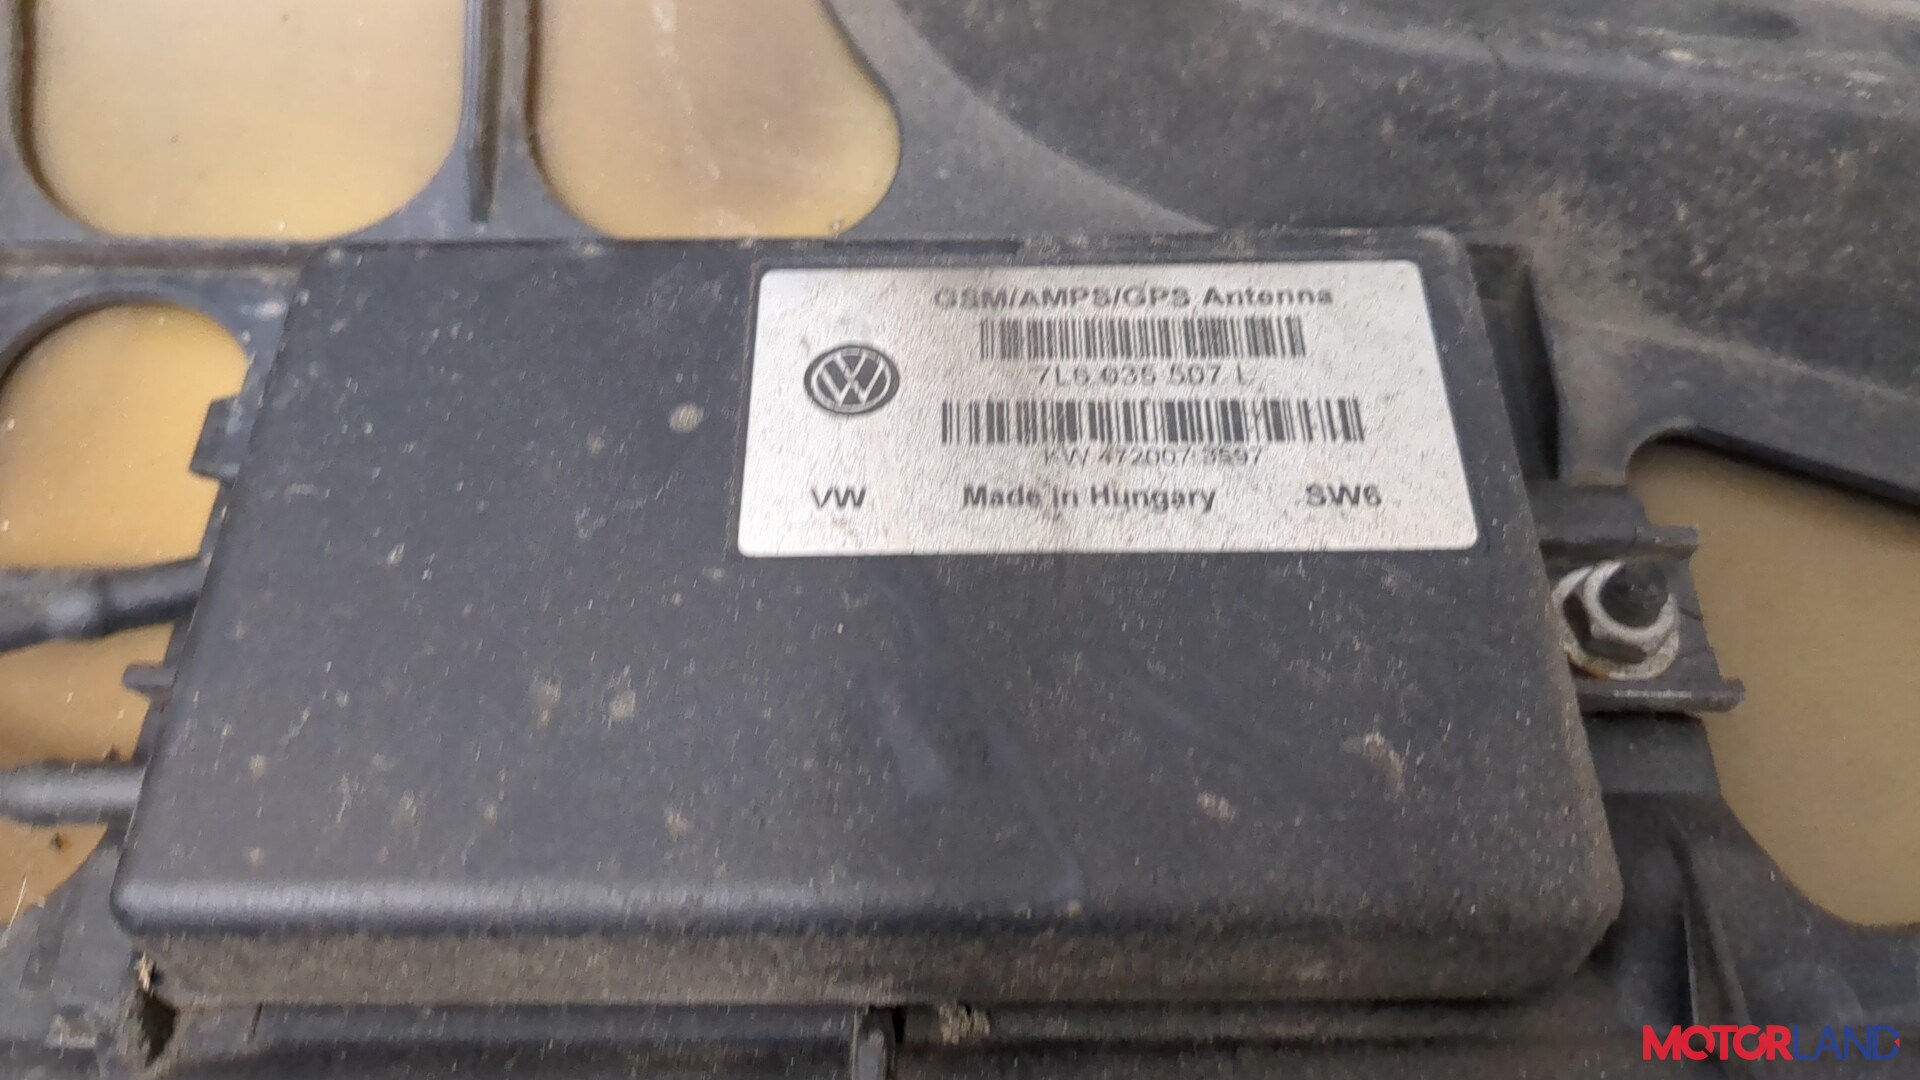 GSM/AMPS/GPS Antenna
7L6 035 507 L
KW 472007 3597
VW Made in Hungary SW6
MOTORLAND